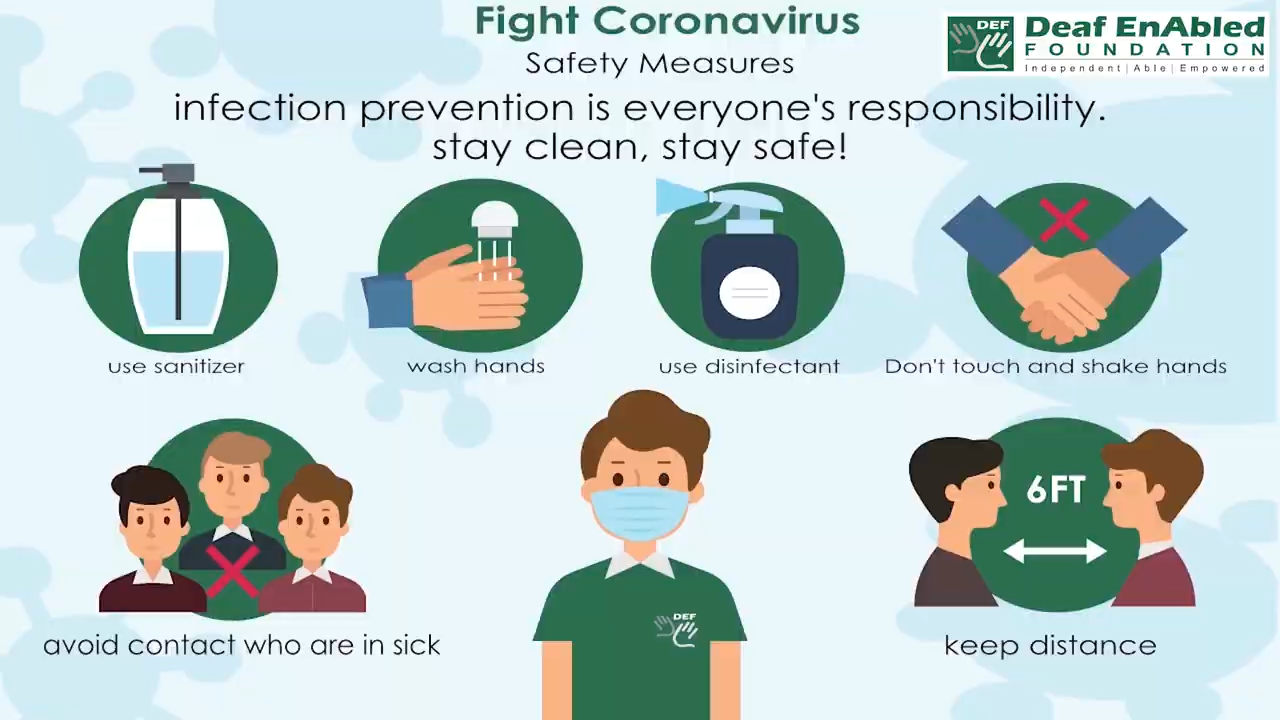 Fight Coronavirus
Safety Measures
DEF
Deaf EnAbled
FOUNDATION
Independent | Able | Empowered
infection prevention is everyone's responsibility.
stay clean, stay safe!
use sanitizer
wash hands
use disinfectant
Don't touch and shake hands
6FT
DEF
avoid contact who are in sick
keep distance